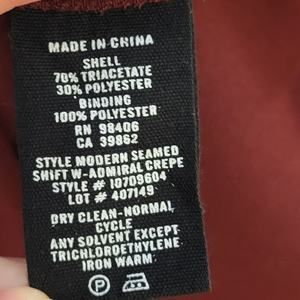 MADE IN CHINA
SHELL
70% TRIACETATE
30% POLYESTER
BINDING
100% POLYESTER
RN 98406
CA 39862
STYLE MODERN SEAMED
SHIFT W-ADMIRAL CREPE
STYLE # 10709604
LOT # 407149
DRY CLEAN-NORMAL
CYCLE
ANY SOLVENT EXCEPT
TRICHLOROETHYLENE
IRON WARM
P